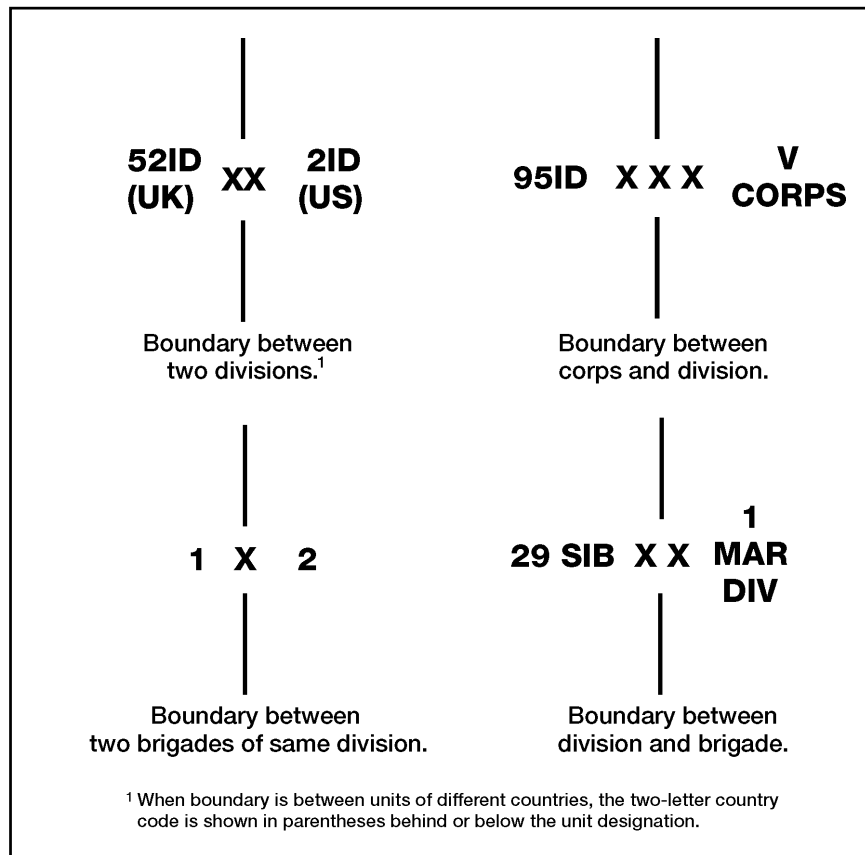 52ID
(UK)
XX
2ID
(US)
Boundary between
two divisions.1
95ID X X X
V
CORPS
Boundary between
corps and division.
1 X 2
Boundary between
two brigades of same division.
29 SIB X X
1
MAR
DIV
Boundary between
division and brigade.
1 When boundary is between units of different countries, the two-letter country
code is shown in parentheses behind or below the unit designation.